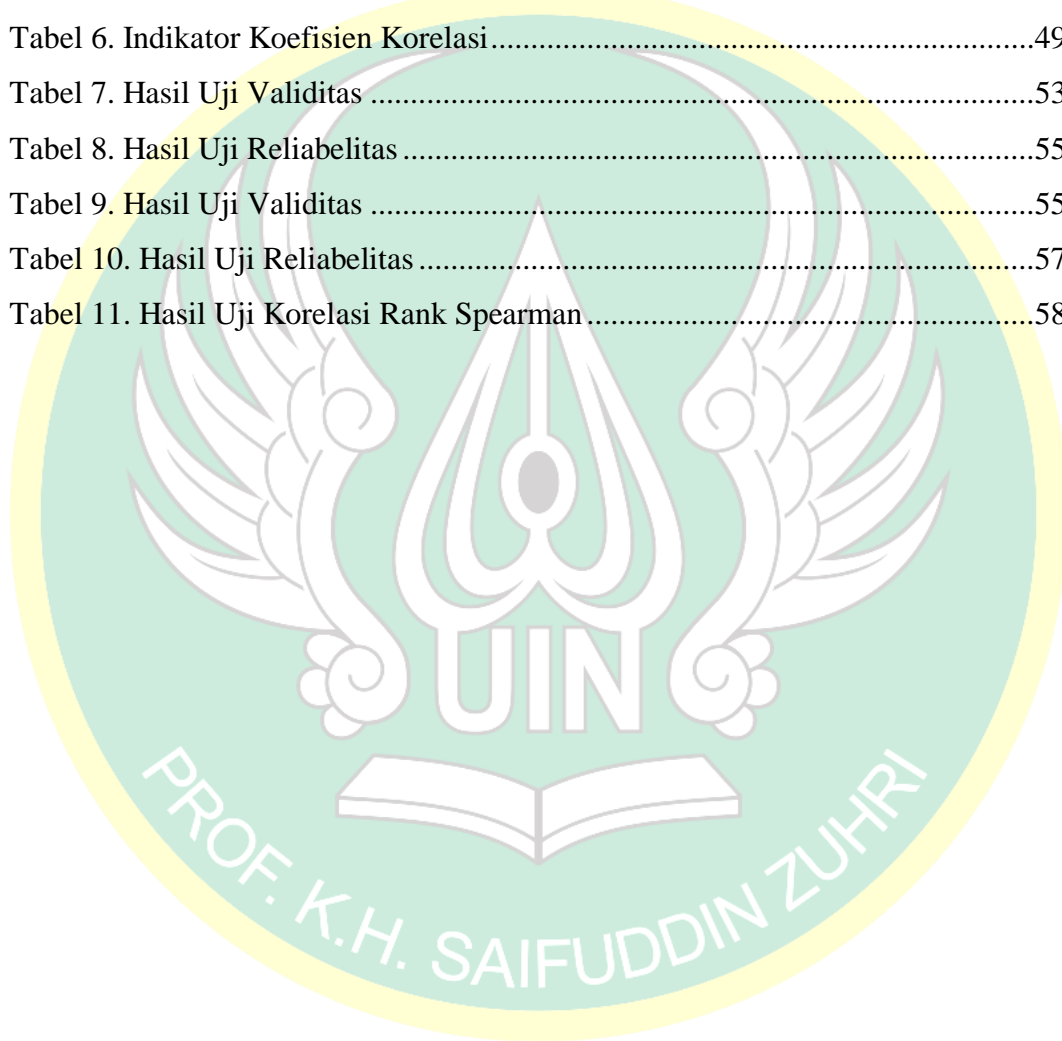 Tabel 6. Indikator Koefisien Korelasi....................................................................49
Tabel 7. Hasil Uji Validitas ...................................................................................53
Tabel 8. Hasil Uji Reliabelitas ...............................................................................55
Tabel 9. Hasil Uji Validitas ...................................................................................55
Tabel 10. Hasil Uji Reliabelitas .............................................................................57
Tabel 11. Hasil Uji Korelasi Rank Spearman........................................................58
UIN
PROF. K.H. SAIFUDDIN ZUHRI